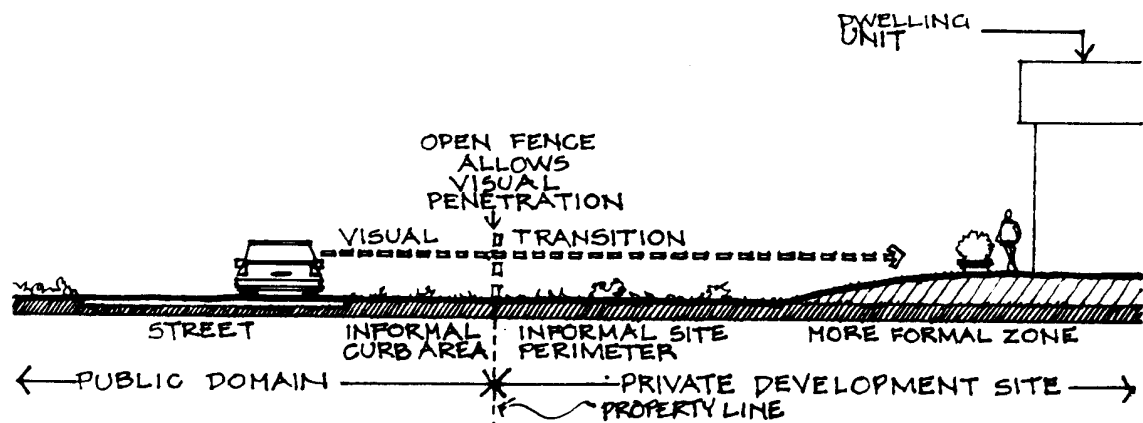 DWELLING
UNIT
OPEN FENCE
ALLOWS
VISUAL
PENETRATION
VISUAL TRANSITION
STREET
INFORMAL
CURB AREA
INFORMAL SITE
PERIMETER
MORE FORMAL ZONE
PUBLIC DOMAIN
PRIVATE DEVELOPMENT SITE
PROPERTY LINE